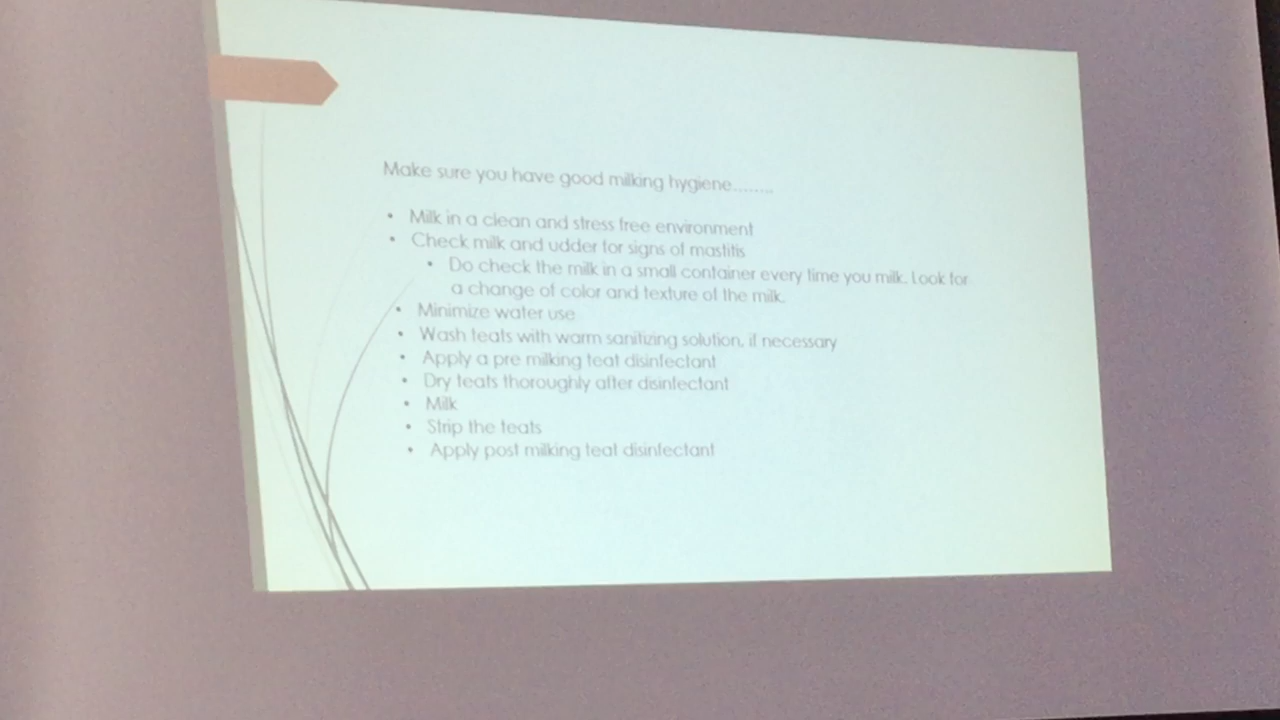 Make sure you have good milking hygiene........
• Milk in a clean and stress free environment
• Check milk and udder for signs of mastitis
• Do check the milk in a small container every time you milk. Look for
a change of color and texture of the milk.
• Minimize water use
• Wash teats with warm sanitizing solution, if necessary
• Apply a pre milking teat disinfectant
• Dry teats thoroughly after disinfectant
• Milk
• Strip the teats
• Apply post milking teat disinfectant